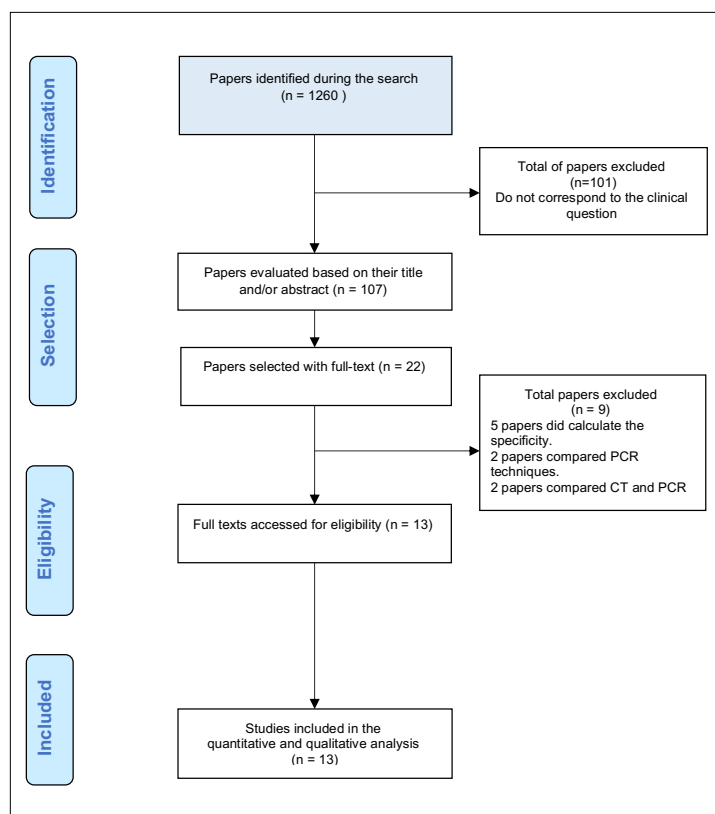 Identification
Papers identified during the search
(n = 1260 )
Total of papers excluded
(n=101)
Do not correspond to the clinical
question
Selection
Papers evaluated based on their title
and/or abstract (n = 107)
Papers selected with full-text (n = 22)
Total papers excluded
(n = 9)
5 papers did calculate the
specificity.
2 papers compared PCR
techniques.
2 papers compared CT and PCR
Eligibility
Full texts accessed for eligibility (n = 13)
Included
Studies included in the
quantitative and qualitative analysis
(n = 13)